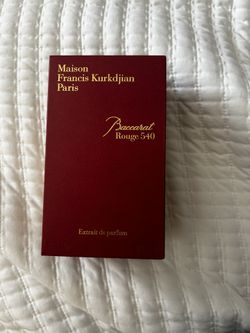 Maison
Francis Kurkdjian
Paris
Baccarat
Rouge 540
Extrait de parfum